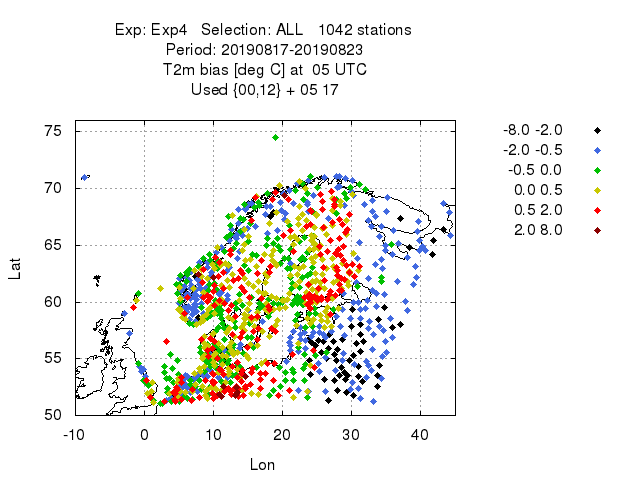 Exp: Exp4 Selection: ALL 1042 stations
Period: 20190817-20190823
T2m bias [deg C] at 05 UTC
Used {00,12} + 05 17
-8.0 -2.0
-2.0 -0.5
-0.5 0.0
0.0 0.5
0.5 2.0
2.0 8.0
75
70
65
60
55
50
Lat
-10 0 10 20 30 40
Lon